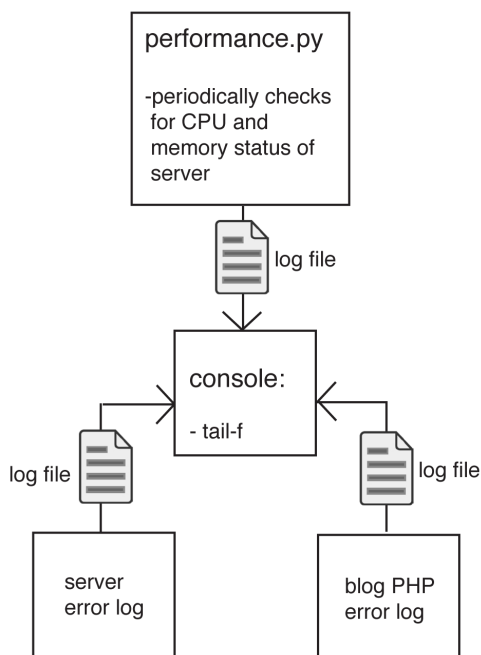 performance.py
-periodically checks
for CPU and
memory status of
server
log file
console:
- tail-f
log file
log file
server
error log
blog PHP
error log